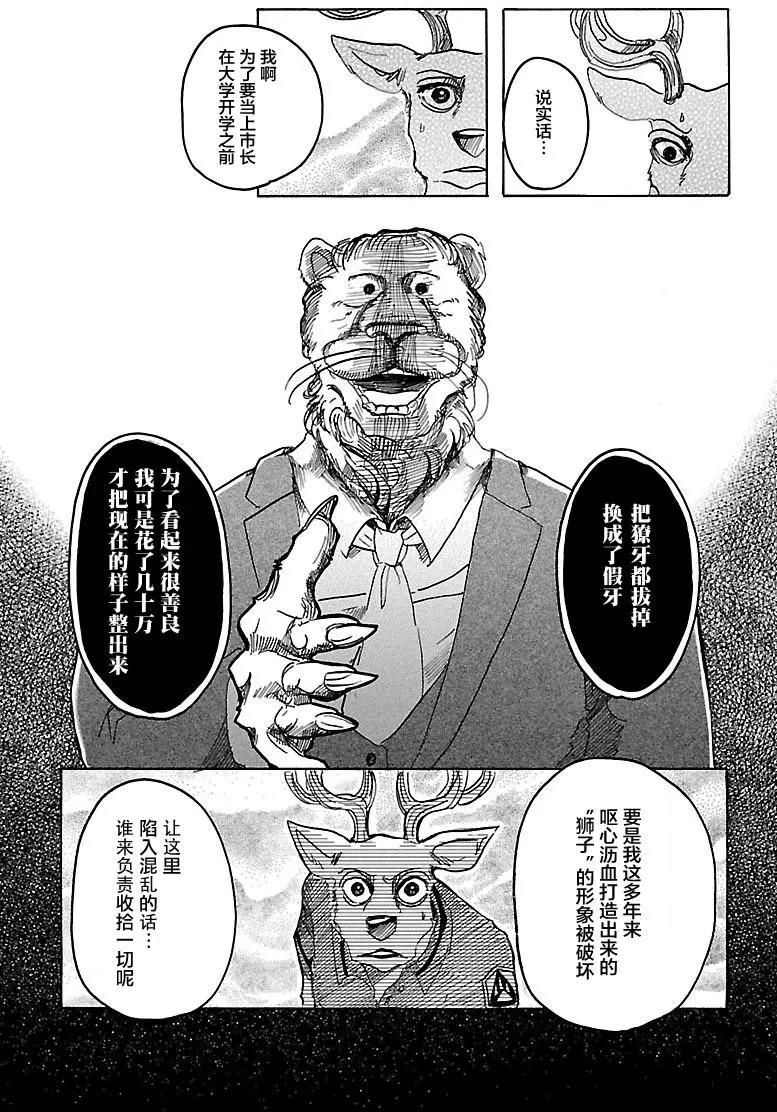 说实话…
我啊
为了要当上市长
在大学开学之前
把獠牙都拔掉
换成了假牙
为了看起来很善良
我可是花了几十万
才把现在的样子整出来
要是我这多年来
呕心沥血打造出来的
“狮子”的形象被破坏
让这里
陷入混乱的话…
谁来负责收拾一切呢